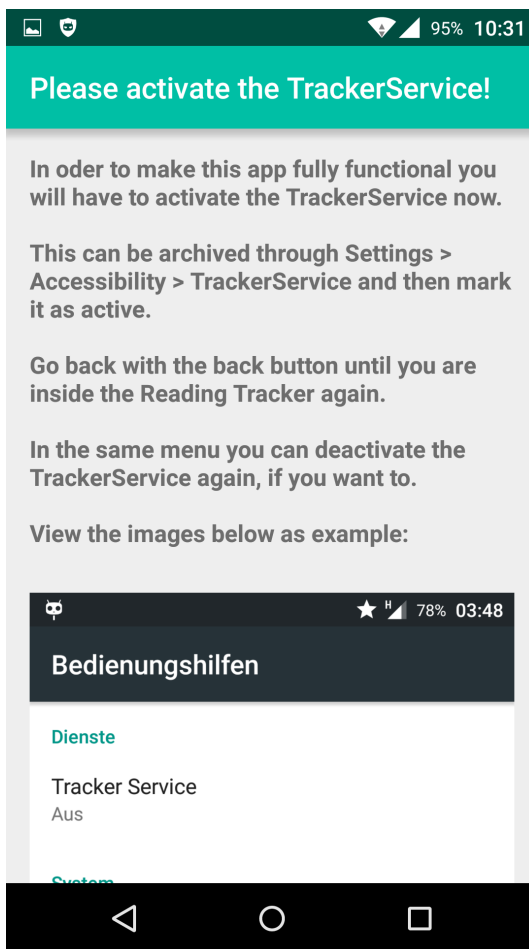 95% 10:31
Please activate the TrackerService!
In oder to make this app fully functional you
will have to activate the TrackerService now.
This can be archived through Settings >
Accessibility > TrackerService and then mark
it as active.
Go back with the back button until you are
inside the Reading Tracker again.
In the same menu you can deactivate the
TrackerService again, if you want to.
View the images below as example:
H 78% 03:48
Bedienungshilfen
Dienste
Tracker Service
Aus
System